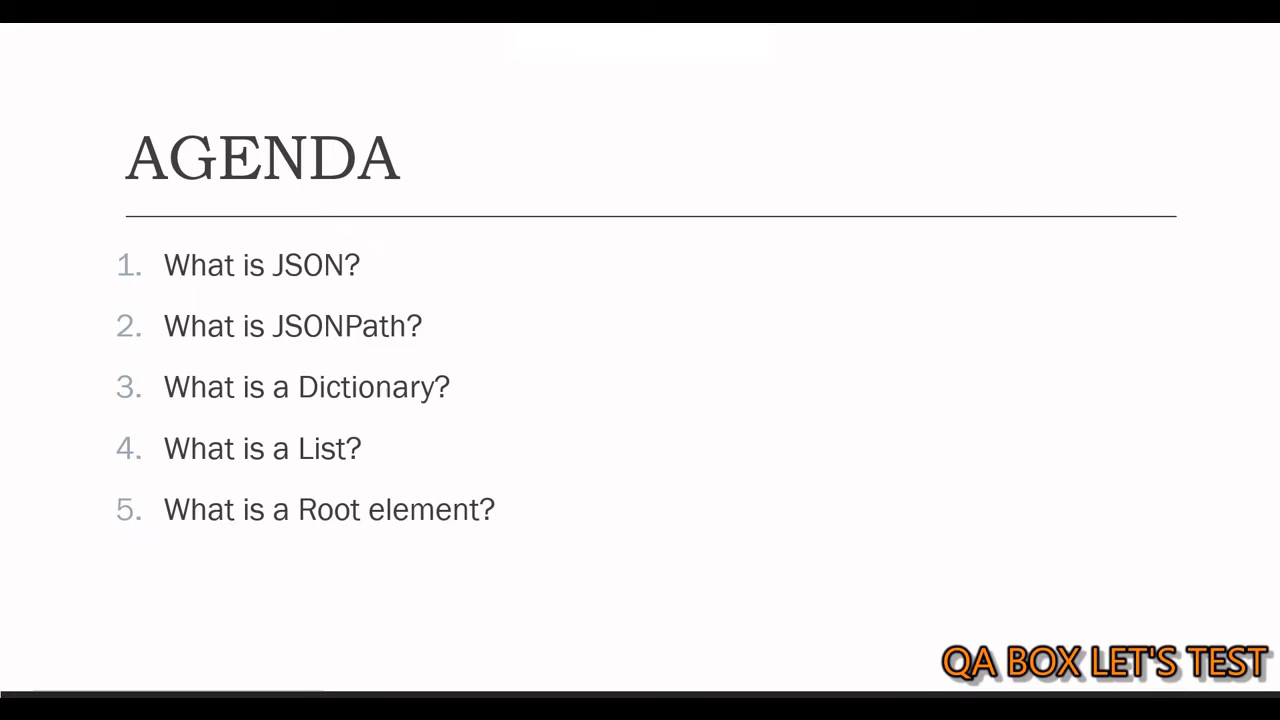 AGENDA
1. What is JSON?
2. What is JSONPath?
3. What is a Dictionary?
4. What is a List?
5. What is a Root element?
QA BOX LET'S TEST